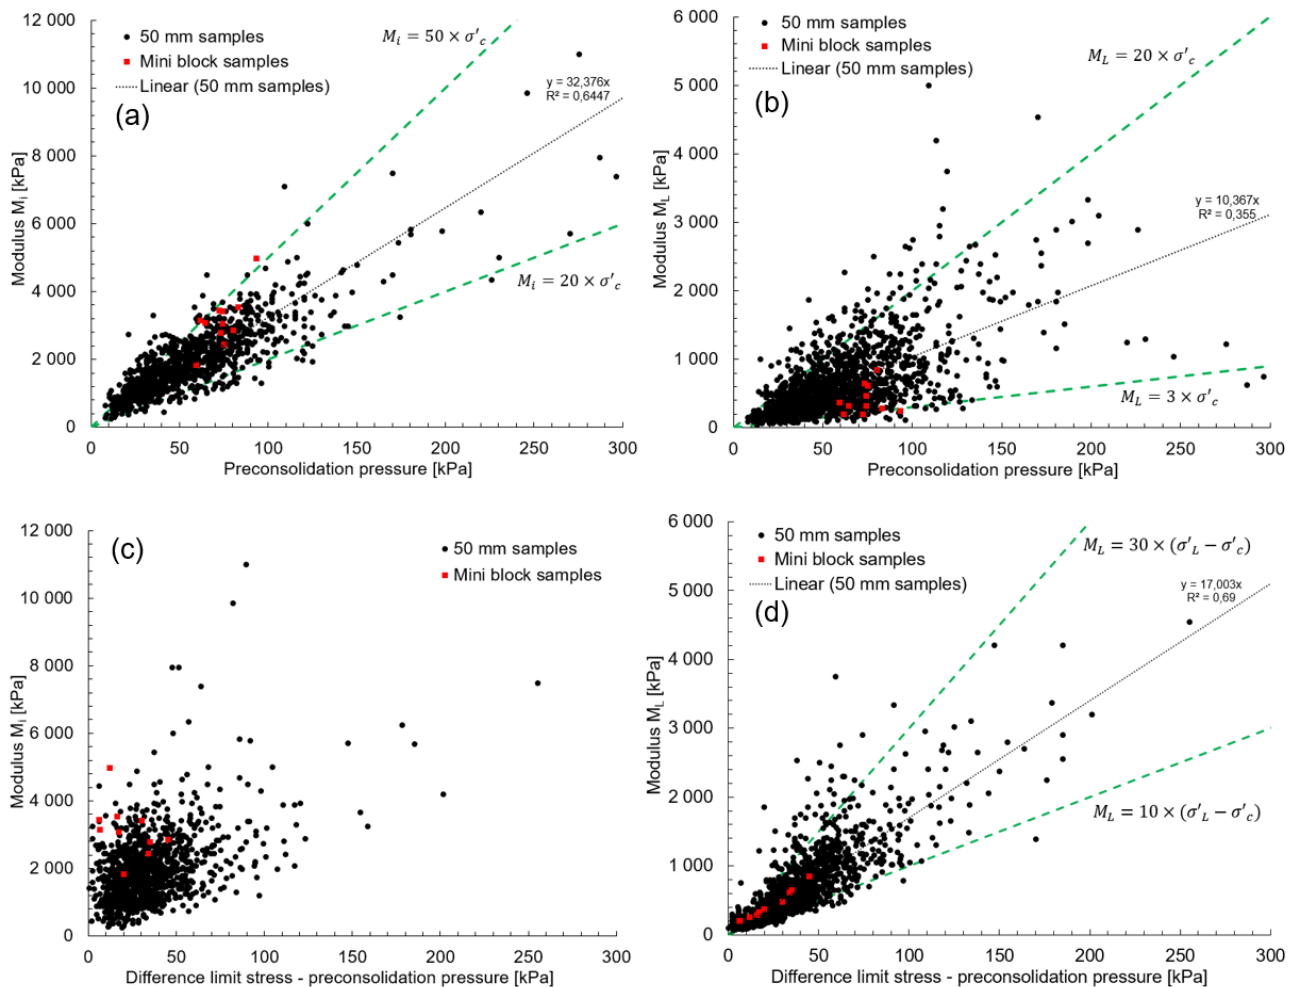 12 000
10 000
8 000
6 000
4 000
2 000
0
Modulus Mi [kPa]
50 mm samples
Mini block samples
Linear (50 mm samples)
(a)
Mi = 50 × σ'c
y = 32,376x
R² = 0,6447
Mi = 20 × σ'c
0 50 100 150 200 250 300
Preconsolidation pressure [kPa]
6 000
5 000
4 000
3 000
2 000
1 000
0
Modulus ML [kPa]
50 mm samples
Mini block samples
Linear (50 mm samples)
(b)
ML = 20 × σ'c
y = 10,367x
R² = 0,355
ML = 3 × σ'c
0 50 100 150 200 250 300
Preconsolidation pressure [kPa]
12 000
10 000
8 000
6 000
4 000
2 000
0
Modulus Mi [kPa]
(c)
50 mm samples
Mini block samples
0 50 100 150 200 250 300
Difference limit stress - preconsolidation pressure [kPa]
6 000
5 000
4 000
3 000
2 000
1 000
0
Modulus ML [kPa]
50 mm samples
Mini block samples
Linear (50 mm samples)
(d)
ML = 30 × (σ'L − σ'c)
y = 17,003x
R² = 0,69
ML = 10 × (σ'L − σ'c)
0 50 100 150 200 250 300
Difference limit stress - preconsolidation pressure [kPa]